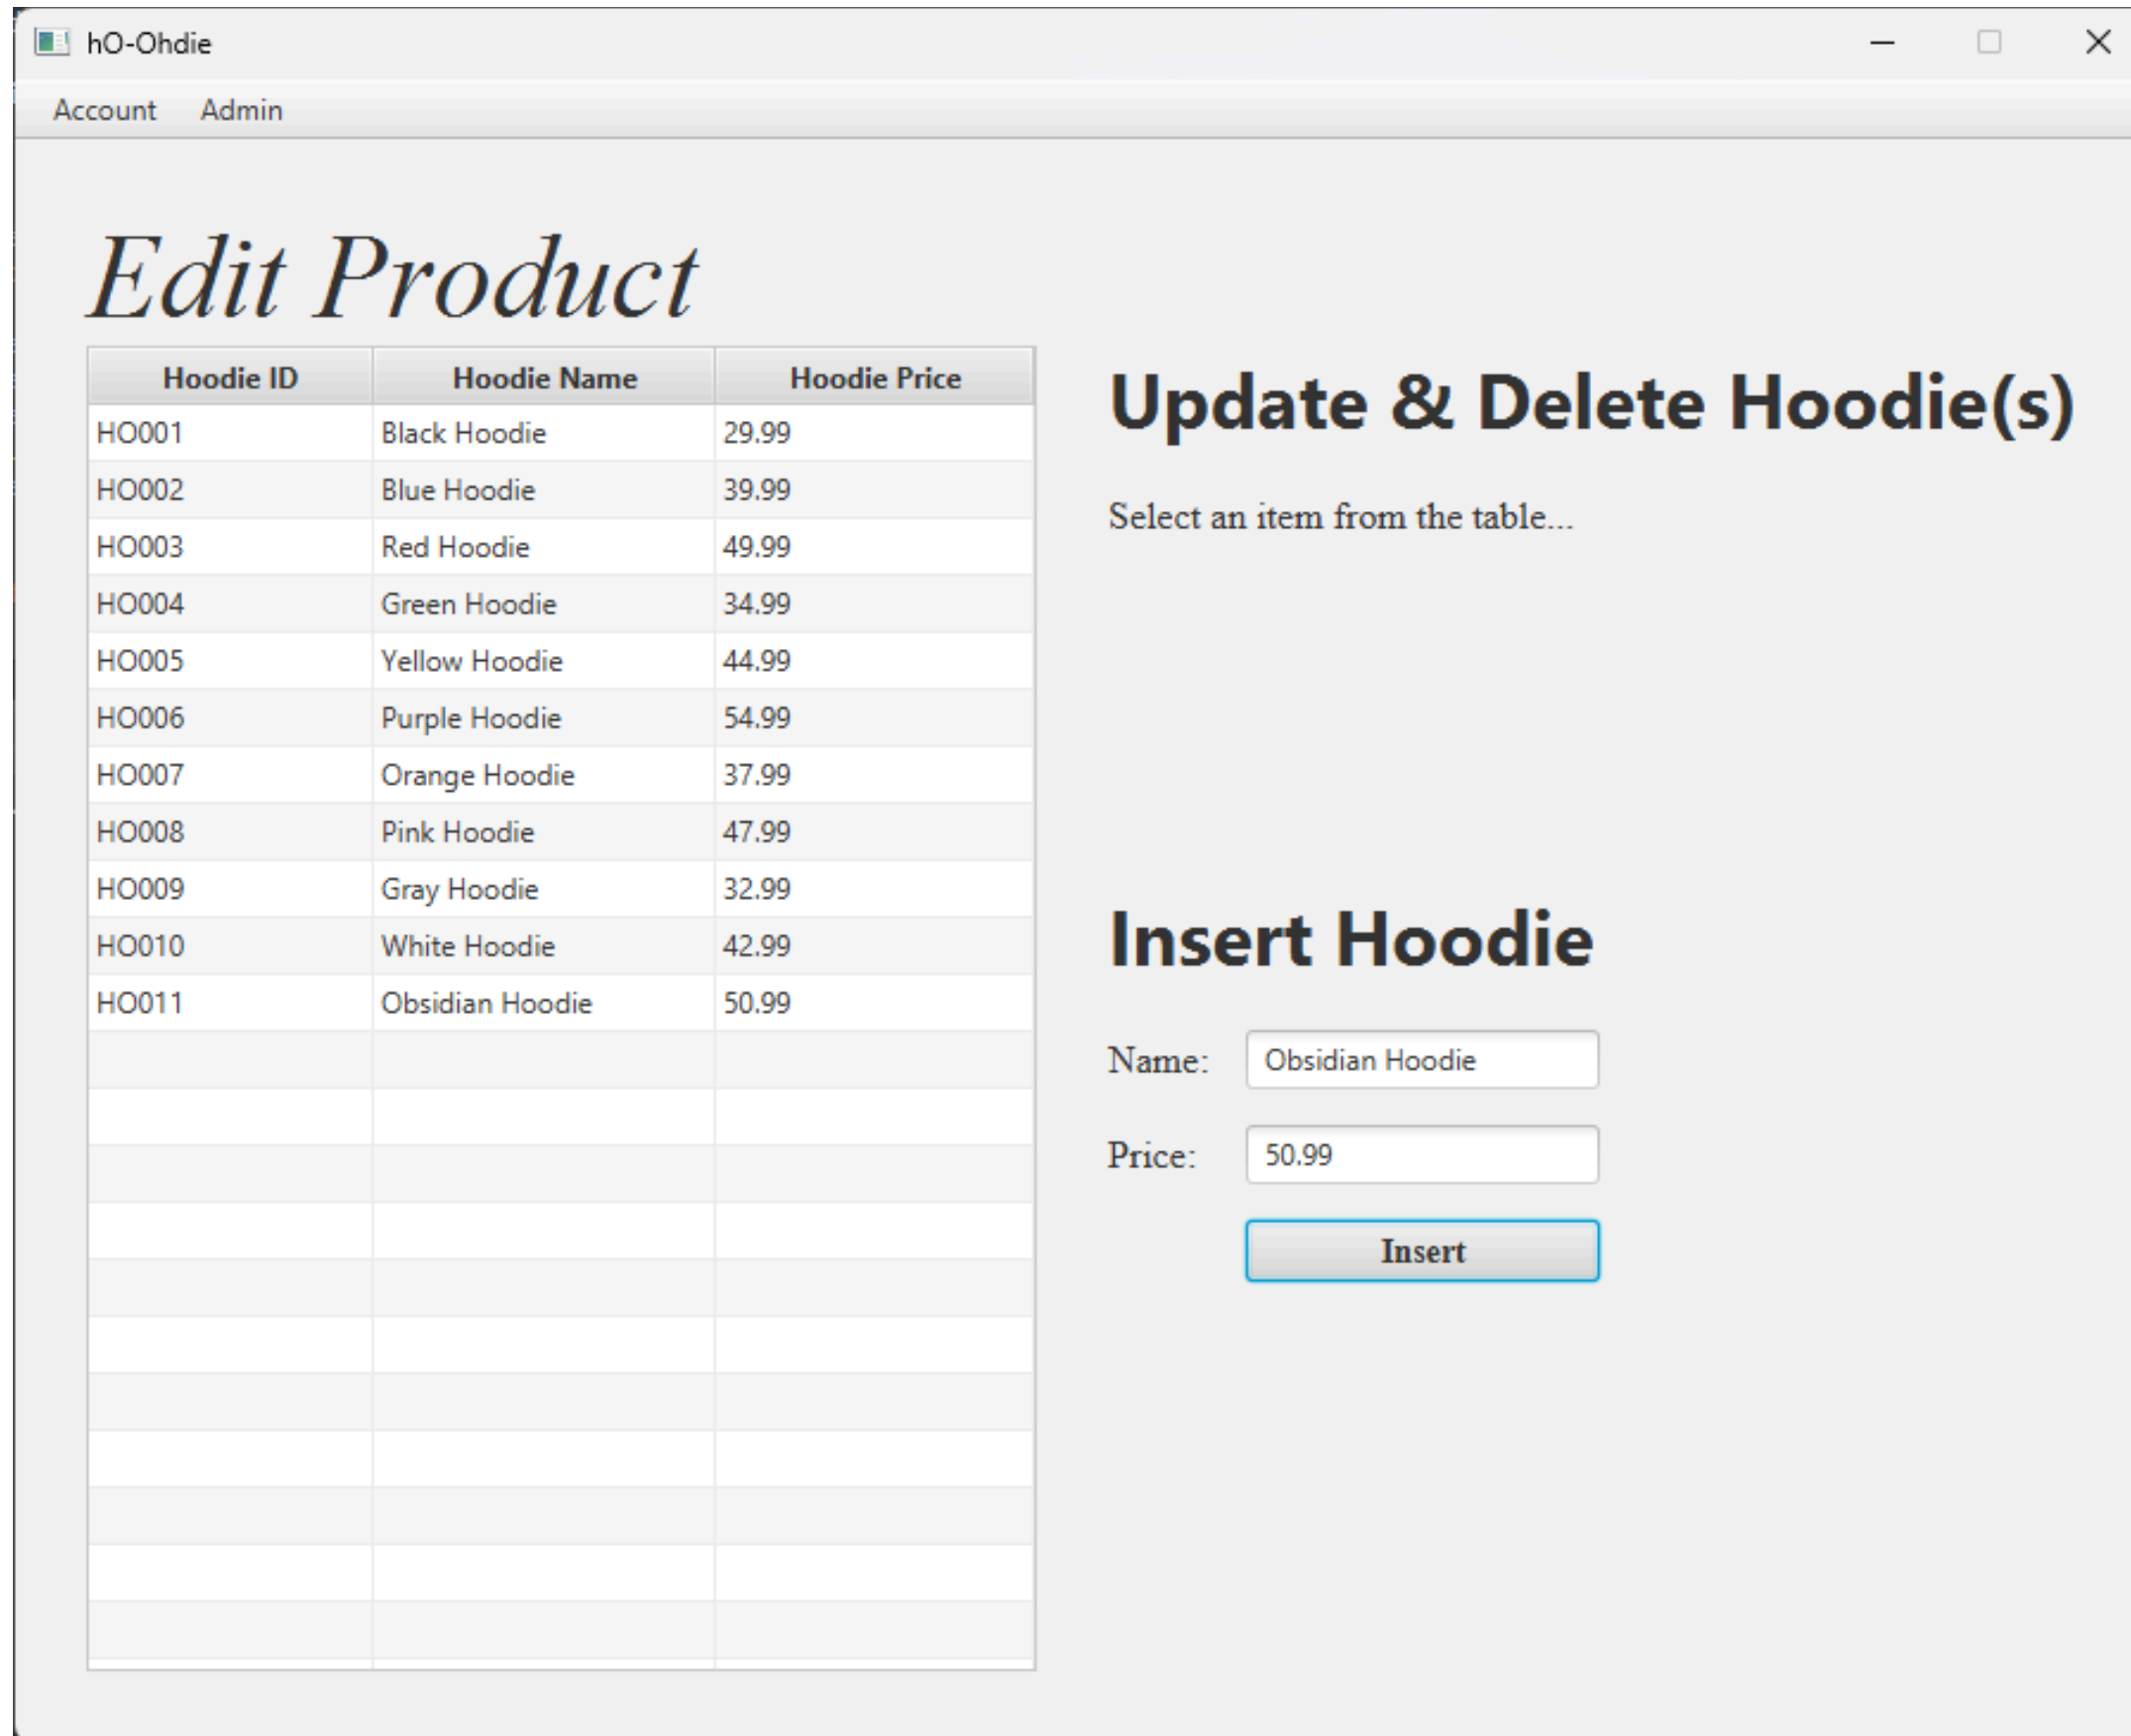 hO-Ohdie
Account Admin
Edit Product
Hoodie ID Hoodie Name Hoodie Price
HO001 Black Hoodie 29.99
HO002 Blue Hoodie 39.99
HO003 Red Hoodie 49.99
HO004 Green Hoodie 34.99
HO005 Yellow Hoodie 44.99
HO006 Purple Hoodie 54.99
HO007 Orange Hoodie 37.99
HO008 Pink Hoodie 47.99
HO009 Gray Hoodie 32.99
HO010 White Hoodie 42.99
HO011 Obsidian Hoodie 50.99
Update & Delete Hoodie(s)
Select an item from the table...
Insert Hoodie
Name: Obsidian Hoodie
Price: 50.99
Insert